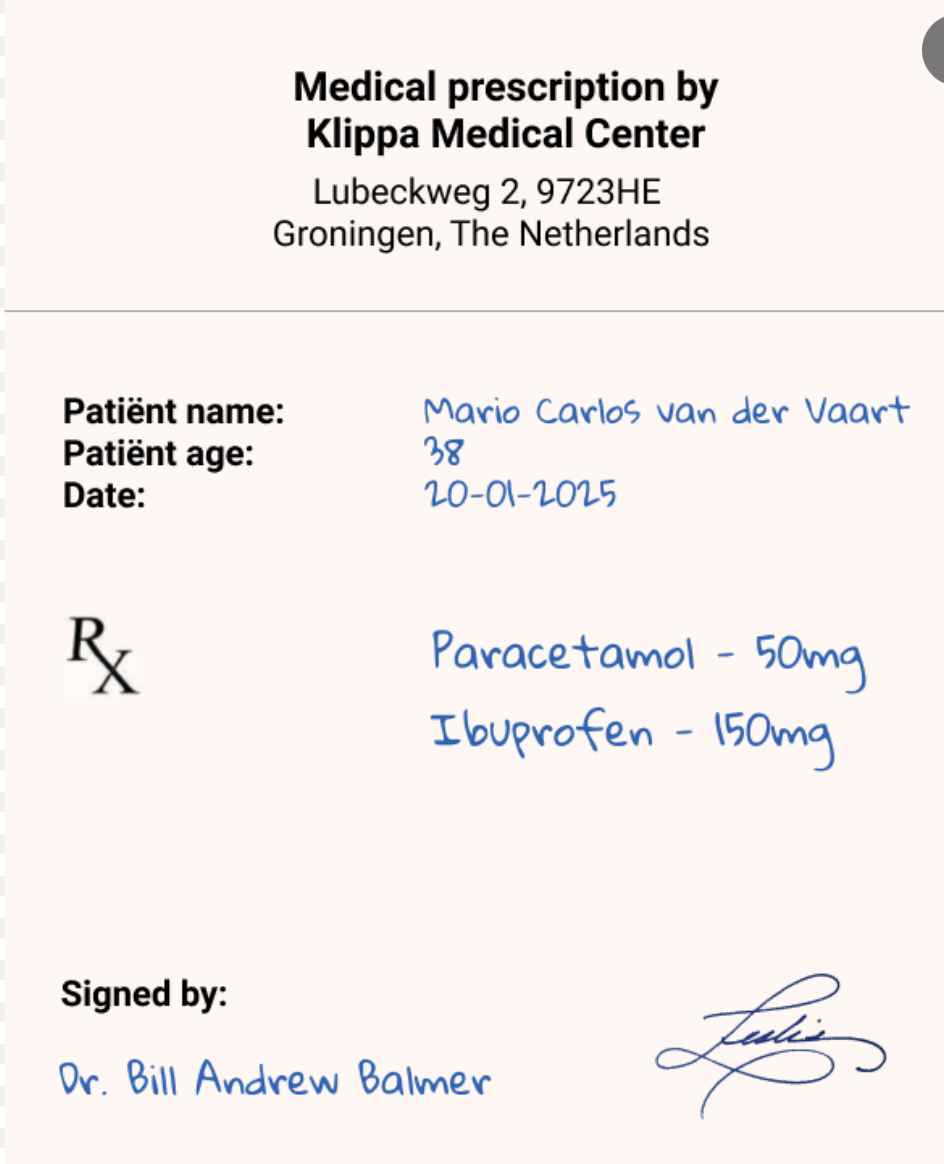 Medical prescription by
Klippa Medical Center
Lubeckweg 2, 9723HE
Groningen, The Netherlands
Patiënt name: Mario Carlos van der Vaart
Patiënt age: 38
Date: 20-01-2025
Rx Paracetamol - 50mg
Ibuprofen - 150mg
Signed by:
Dr. Bill Andrew Balmer
Leslie